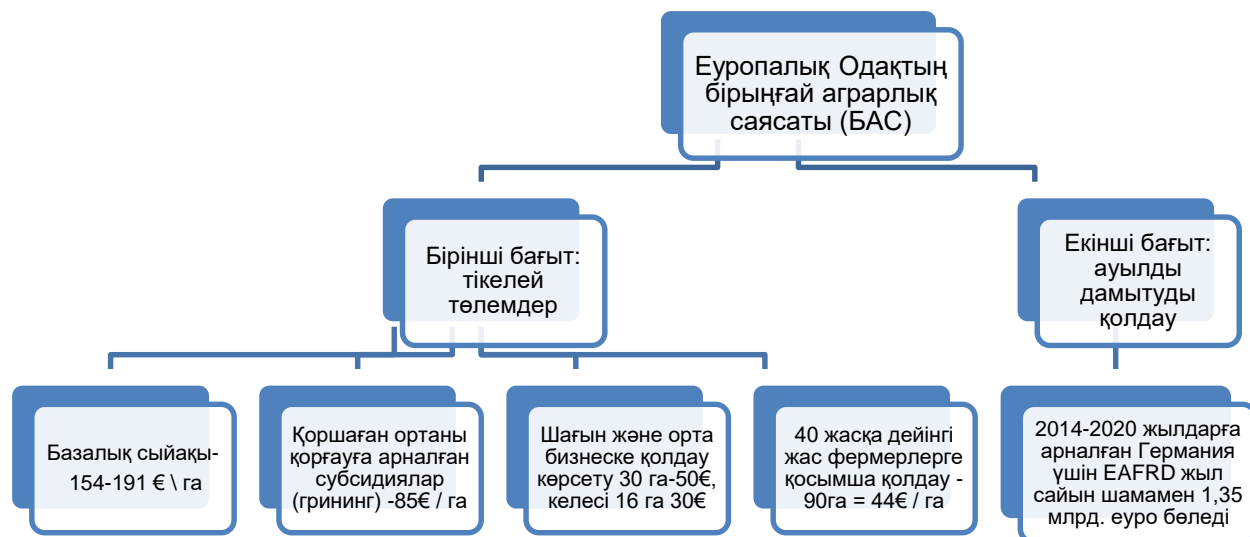 Еуропалық Одақтың
бірыңғай аграрлық
саясаты (БАС)
Бірінші бағыт:
тікелей
төлемдер
Екінші бағыт:
ауылды
дамытуды
қолдау
Базалық сыйақы-
154-191 € \ га
Қоршаған ортаны
қорғауға арналған
субсидиялар
(грининг) -85€ / га
Шағын және орта
бизнеске қолдау
көрсету 30 га-50€,
келесі 16 га 30€
40 жасқа дейінгі
жас фермерлерге
қосымша қолдау -
90га = 44€ / га
2014-2020 жылдарға
арналған Германия
үшін EAFRD жыл
сайын шамамен 1,35
млрд. еуро бөледі